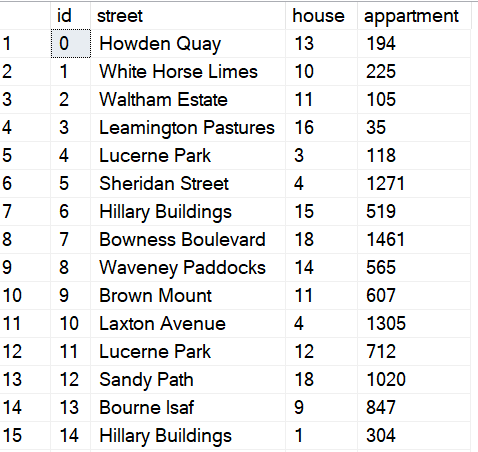 id street house appartment
1 0 Howden Quay 13 194
2 1 White Horse Limes 10 225
3 2 Waltham Estate 11 105
4 3 Leamington Pastures 16 35
5 4 Lucerne Park 3 118
6 5 Sheridan Street 4 1271
7 6 Hillary Buildings 15 519
8 7 Bowness Boulevard 18 1461
9 8 Waveney Paddocks 14 565
10 9 Brown Mount 11 607
11 10 Laxton Avenue 4 1305
12 11 Lucerne Park 12 712
13 12 Sandy Path 18 1020
14 13 Bourne Isaf 9 847
15 14 Hillary Buildings 1 304